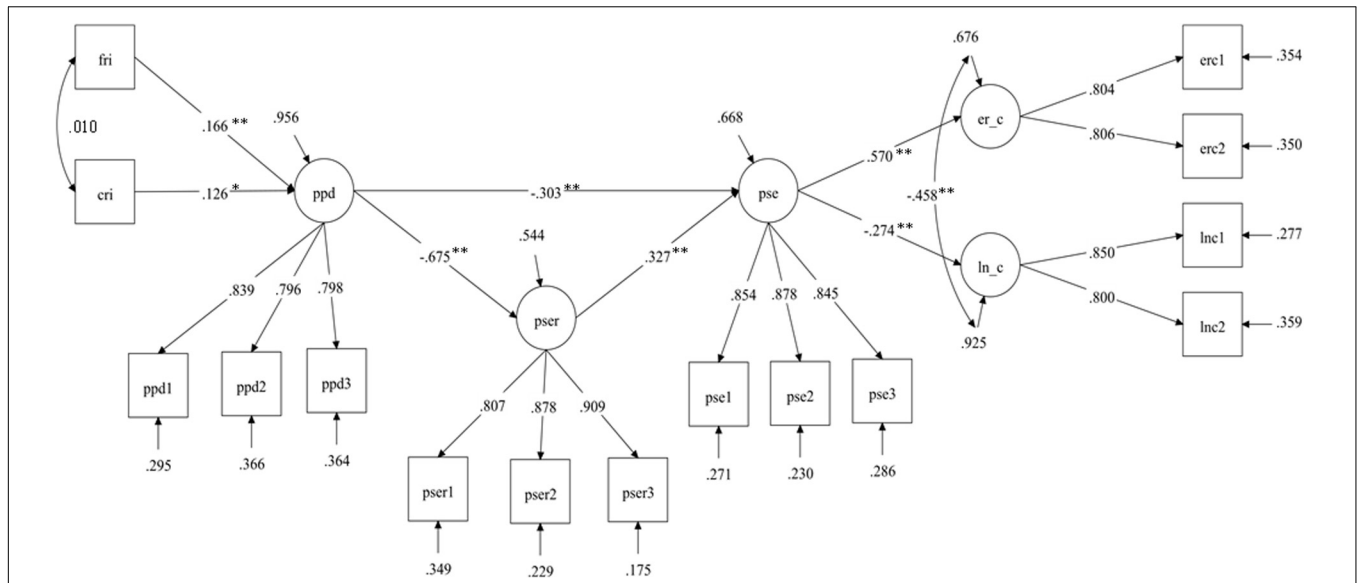 fri
.676
erc1
.354
.804
.010
.166**
.956
.668
er_c
.806
.570**
erc2
.350
cri
.126*
ppd
-.303**
pse
-.458**
-.675**
.544
.327**
-.274**
lnc1
.277
.850
ln_c
.839
.796
.798
pser
.854
.878
.845
.800
lnc2
.359
.925
ppd1
ppd2
ppd3
pse1
pse2
pse3
.807
.878
.909
.295
.366
.364
.271
.230
.286
pser1
pser2
pser3
.349
.229
.175